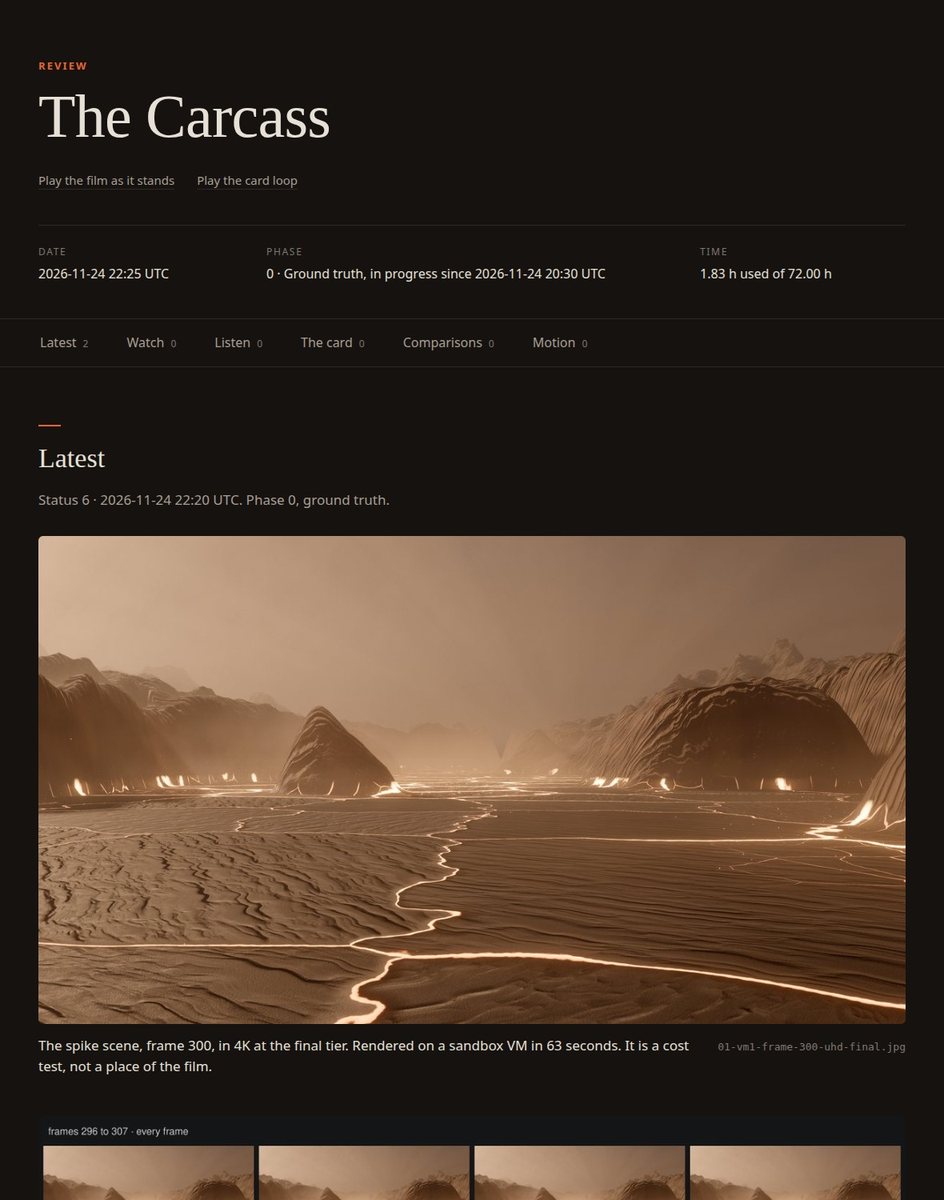 REVIEW
The Carcass
Play the film as it stands
Play the card loop
DATE
2026-11-24 22:25 UTC
PHASE
0 · Ground truth, in progress since 2026-11-24 20:30 UTC
TIME
1.83 h used of 72.00 h
Latest 2
Watch 0
Listen 0
The card 0
Comparisons 0
Motion 0
Latest
Status 6 · 2026-11-24 22:20 UTC. Phase 0, ground truth.
The spike scene, frame 300, in 4K at the final tier. Rendered on a sandbox VM in 63 seconds. It is a cost
test, not a place of the film.
01-vm1-frame-300-uhd-final.jpg
frames 296 to 307 · every frame